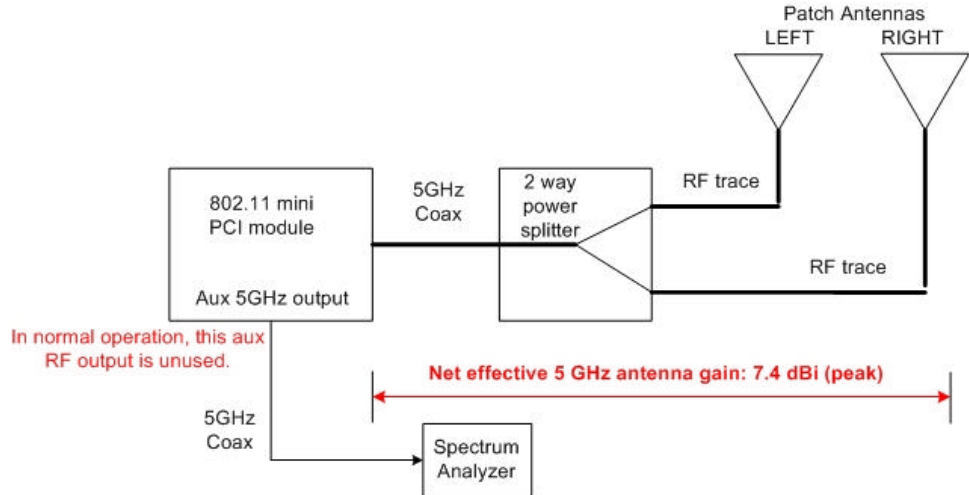 Patch Antennas
LEFT
RIGHT
802.11 mini
PCI module
Aux 5GHz output
5GHz
Coax
2 way
power
splitter
RF trace
RF trace
In normal operation, this aux
RF output is unused.
Net effective 5 GHz antenna gain: 7.4 dBi (peak)
5GHz
Coax
Spectrum
Analyzer